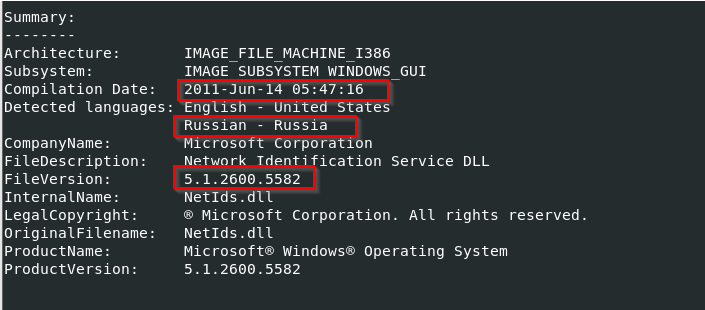 Summary:
--------
Architecture: IMAGE_FILE_MACHINE_I386
Subsystem: IMAGE_SUBSYSTEM_WINDOWS_GUI
Compilation Date: 2011-Jun-14 05:47:16
Detected languages: English - United States
Russian - Russia
CompanyName: Microsoft Corporation
FileDescription: Network Identification Service DLL
FileVersion: 5.1.2600.5582
InternalName: NetIds.dll
LegalCopyright: ® Microsoft Corporation. All rights reserved.
OriginalFilename: NetIds.dll
ProductName: Microsoft® Windows® Operating System
ProductVersion: 5.1.2600.5582